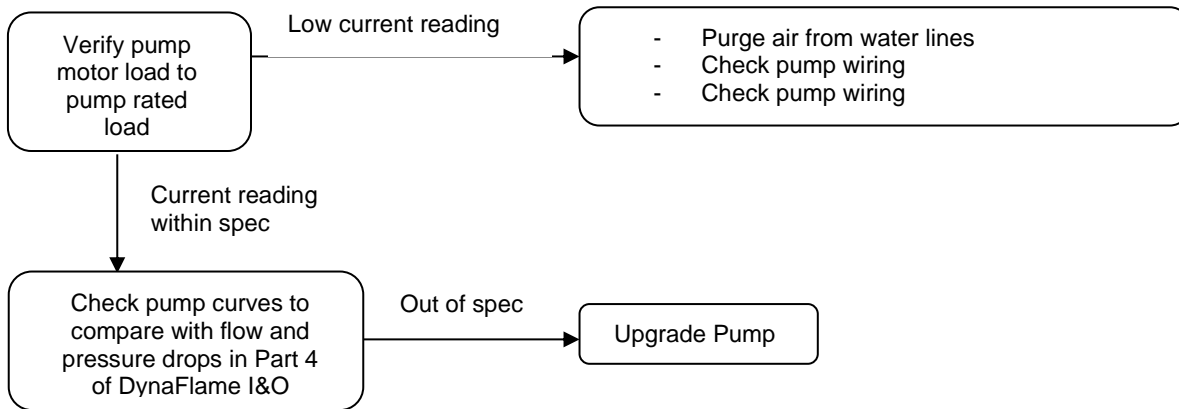 Verify pump
motor load to
pump rated
load
Low current reading
- Purge air from water lines
- Check pump wiring
- Check pump wiring
Current reading
within spec
Check pump curves to
compare with flow and
pressure drops in Part 4
of DynaFlame I&O
Out of spec
Upgrade Pump